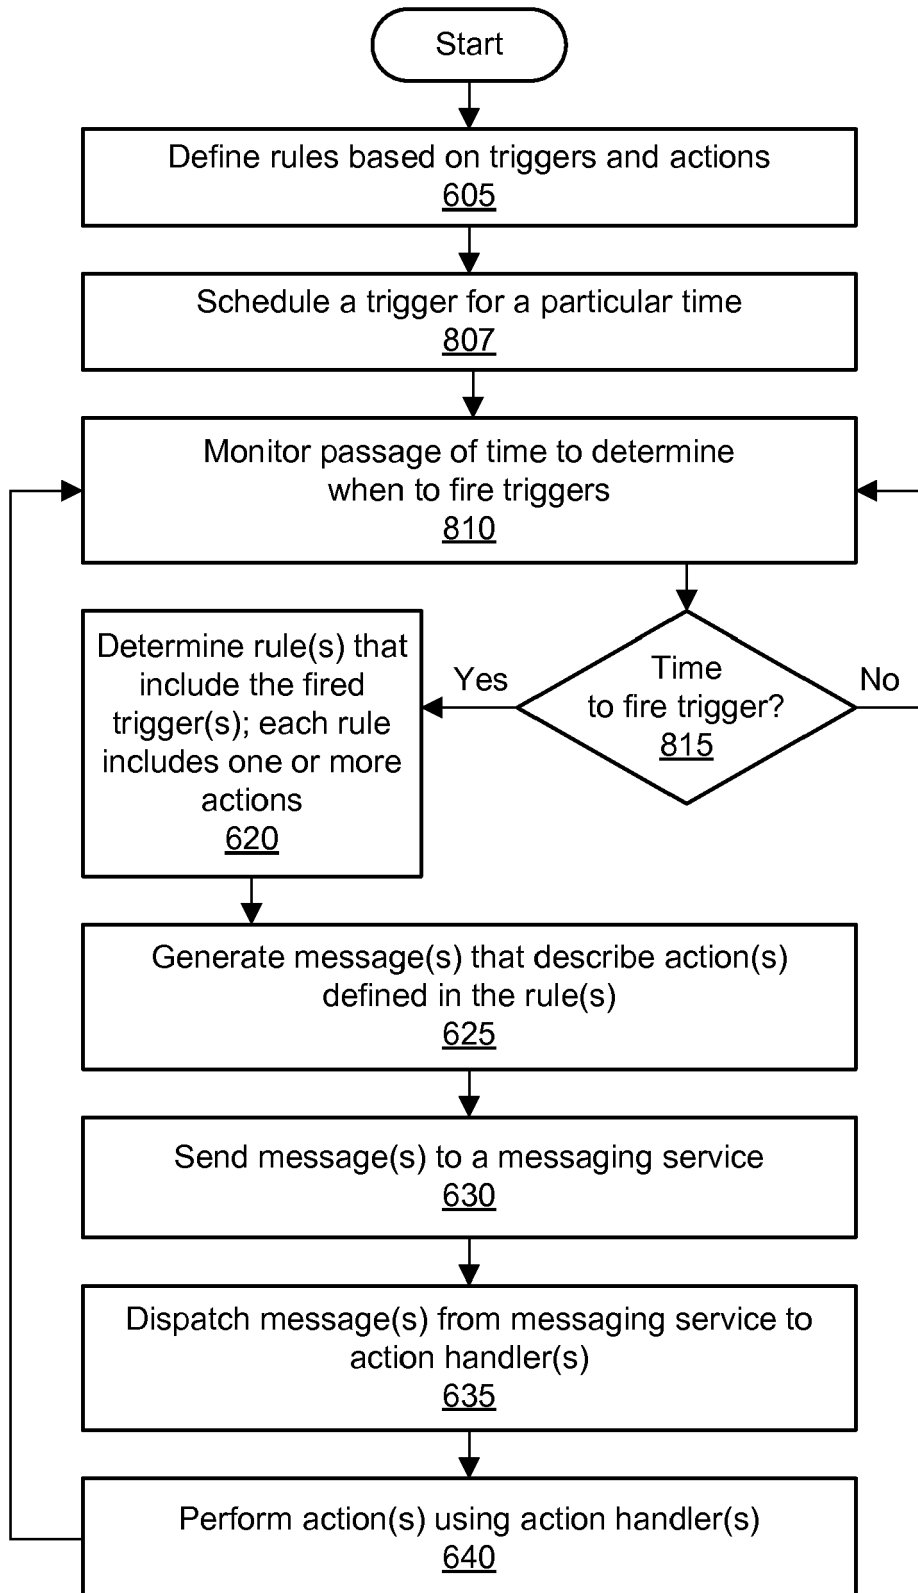 Start
Define rules based on triggers and actions
605
Schedule a trigger for a particular time
807
Monitor passage of time to determine
when to fire triggers
810
Time
to fire trigger?
815
Yes
No
Determine rule(s) that
include the fired
trigger(s); each rule
includes one or more
actions
620
Generate message(s) that describe action(s)
defined in the rule(s)
625
Send message(s) to a messaging service
630
Dispatch message(s) from messaging service to
action handler(s)
635
Perform action(s) using action handler(s)
640